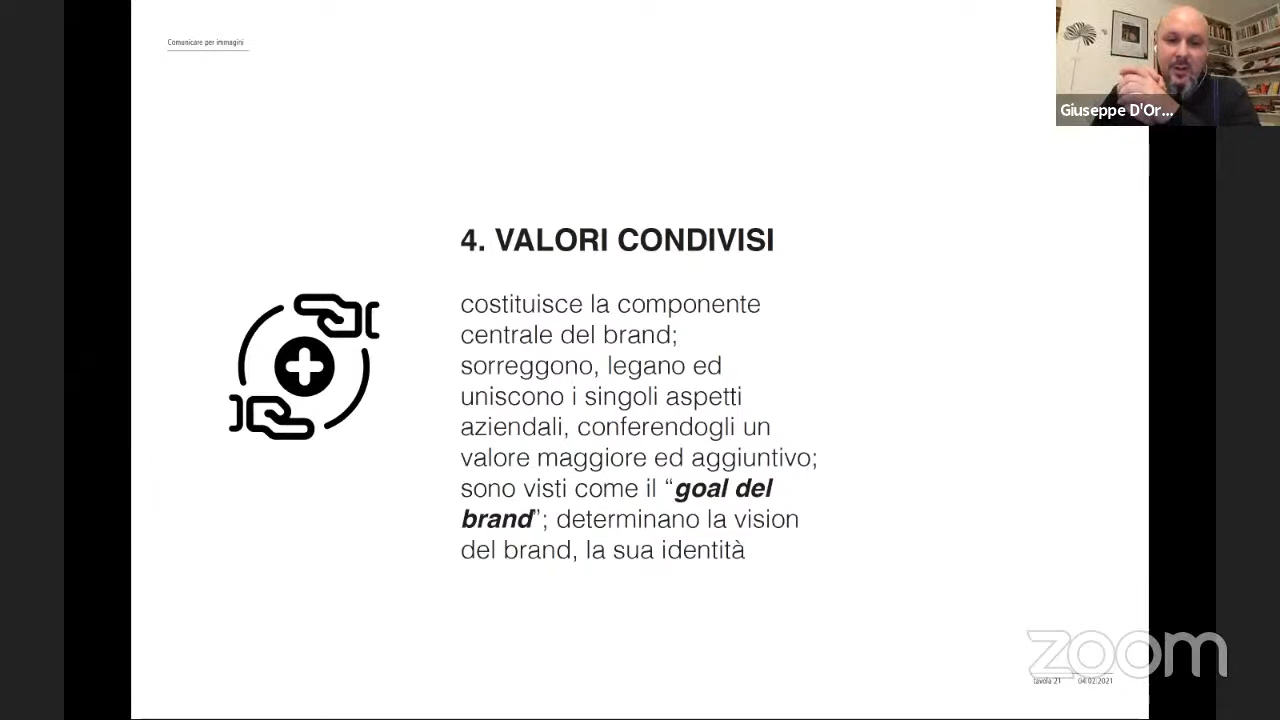 Comunicare per immagini
Giuseppe D'Or...
4. VALORI CONDIVISI
costituisce la componente
centrale del brand;
sorreggono, legano ed
uniscono i singoli aspetti
aziendali, conferendogli un
valore maggiore ed aggiuntivo;
sono visti come il “goal del
brand”; determinano la vision
del brand, la sua identità
zoom
tavola 21 04.02.2021